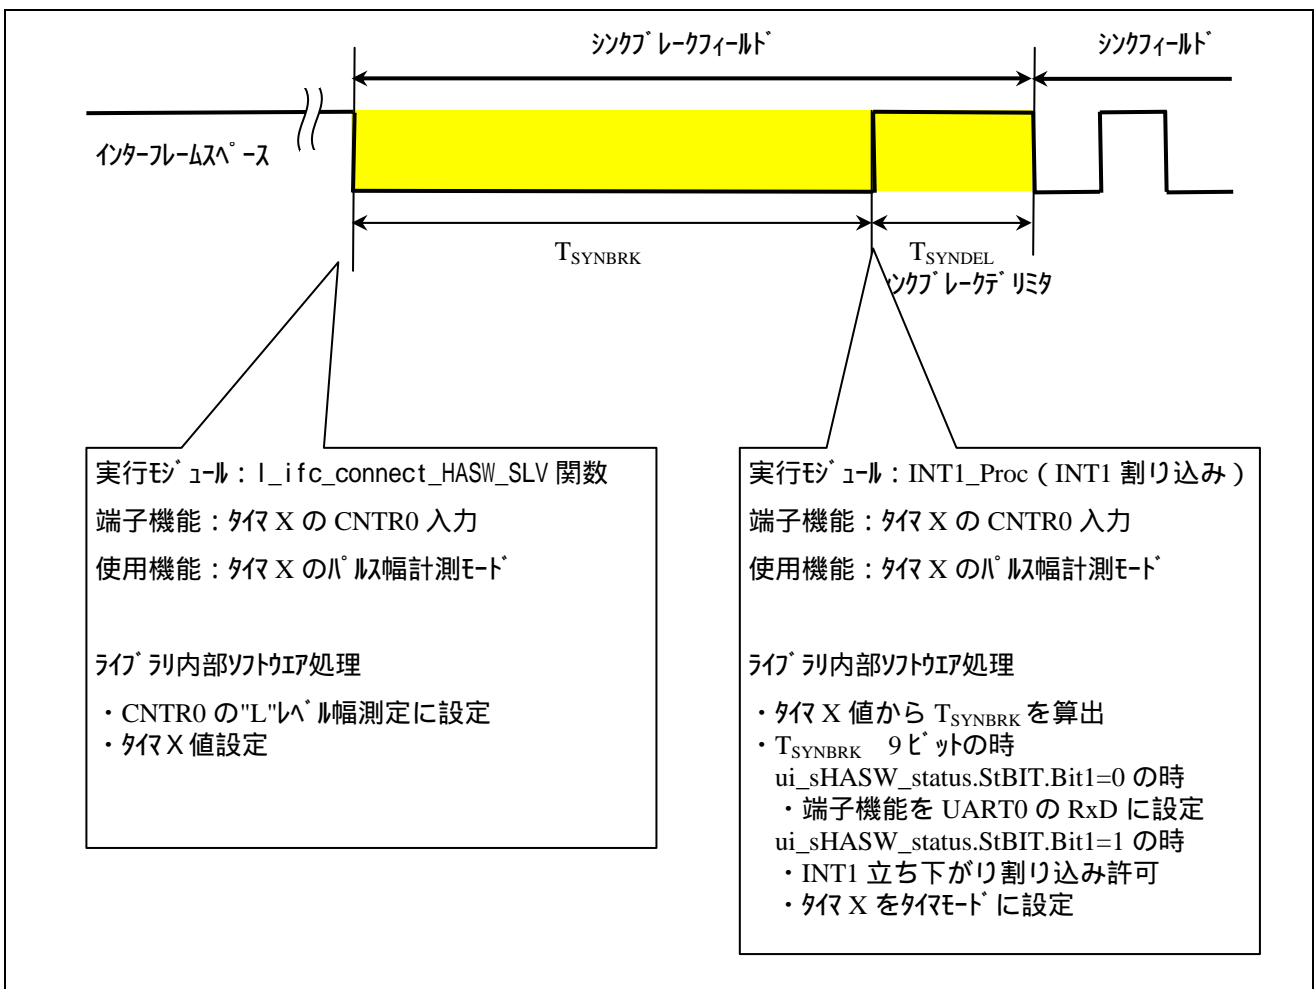 シンクブレークフィールド
シンクフィールド
インターフレームスペース
T_SYNBRK
T_SYNDEL
ンクブレークデリミタ
実行モジュール：l_ifc_connect_HASW_SLV 関数
端子機能：タイマ X の CNTR0 入力
使用機能：タイマ X のパルス幅計測モード
ライブラリ内部ソフトウエア処理
・CNTR0 の"L"レベル幅測定に設定
・タイマ X 値設定
実行モジュール：INT1_Proc（INT1 割り込み）
端子機能：タイマ X の CNTR0 入力
使用機能：タイマ X のパルス幅計測モード
ライブラリ内部ソフトウエア処理
・タイマ X 値から T_SYNBRK を算出
・T_SYNBRK　9 ビットの時
ui_sHASW_status.StBIT.Bit1=0 の時
・端子機能を UART0 の RxD に設定
ui_sHASW_status.StBIT.Bit1=1 の時
・INT1 立ち下がり割り込み許可
・タイマ X をタイマモードに設定